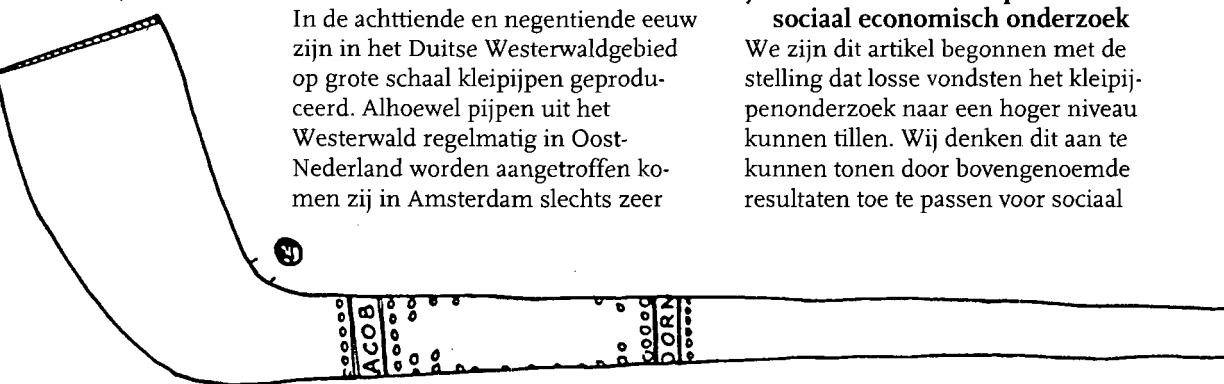 In de achttiende en negentiende eeuw
zijn in het Duitse Westerwaldgebied
op grote schaal kleipijpen geprodu-
ceerd. Alhoewel pijpen uit het
Westerwald regelmatig in Oost-
Nederland worden aangetroffen ko-
men zij in Amsterdam slechts zeer
sociaal economisch onderzoek
We zijn dit artikel begonnen met de
stelling dat losse vondsten het kleipij-
penonderzoek naar een hoger niveau
kunnen tillen. Wij denken dit aan te
kunnen tonen door bovengenoemde
resultaten toe te passen voor sociaal
ACOB
DORN